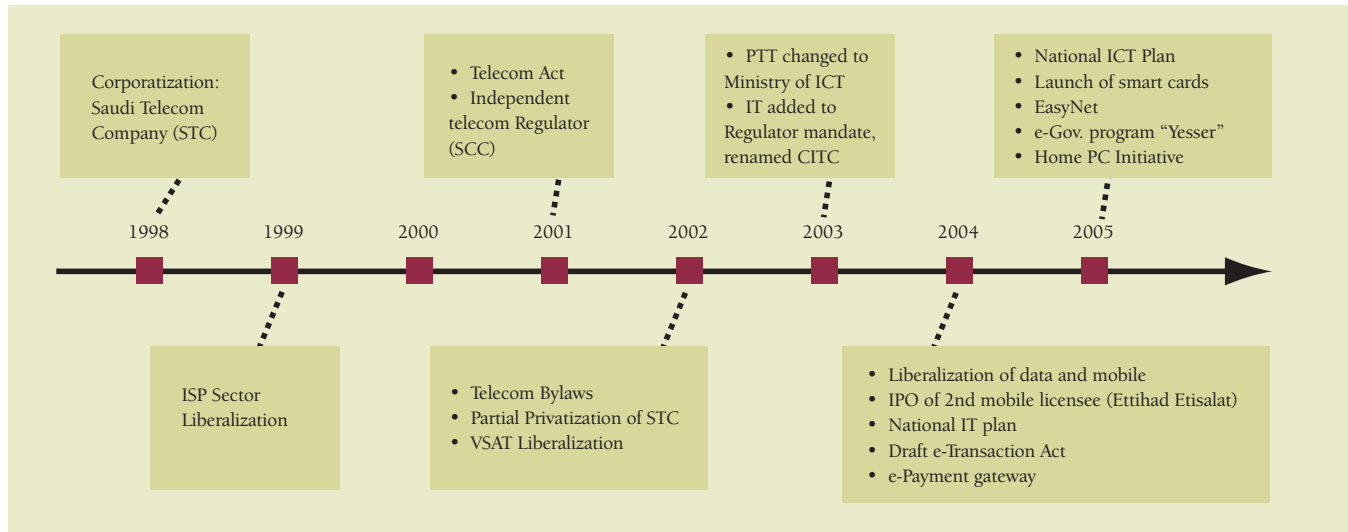 Corporatization:
Saudi Telecom
Company (STC)
• Telecom Act
• Independent
telecom Regulator
(SCC)
• PTT changed to
Ministry of ICT
• IT added to
Regulator mandate,
renamed CITC
• National ICT Plan
• Launch of smart cards
• EasyNet
• e-Gov. program “Yesser”
• Home PC Initiative
1998 1999 2000 2001 2002 2003 2004 2005
ISP Sector
Liberalization
• Telecom Bylaws
• Partial Privatization of STC
• VSAT Liberalization
• Liberalization of data and mobile
• IPO of 2nd mobile licensee (Ettihad Etisalat)
• National IT plan
• Draft e-Transaction Act
• e-Payment gateway